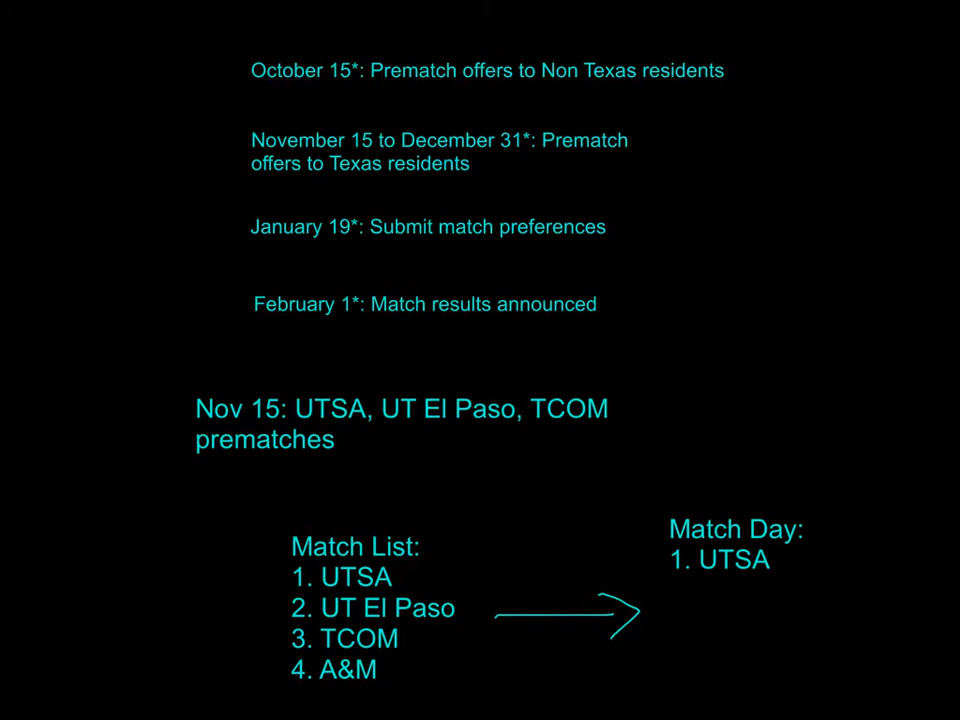 October 15*: Prematch offers to Non Texas residents
November 15 to December 31*: Prematch
offers to Texas residents
January 19*: Submit match preferences
February 1*: Match results announced
Nov 15: UTSA, UT El Paso, TCOM
prematches
Match List:
1. UTSA
2. UT El Paso
3. TCOM
4. A&M
Match Day:
1. UTSA